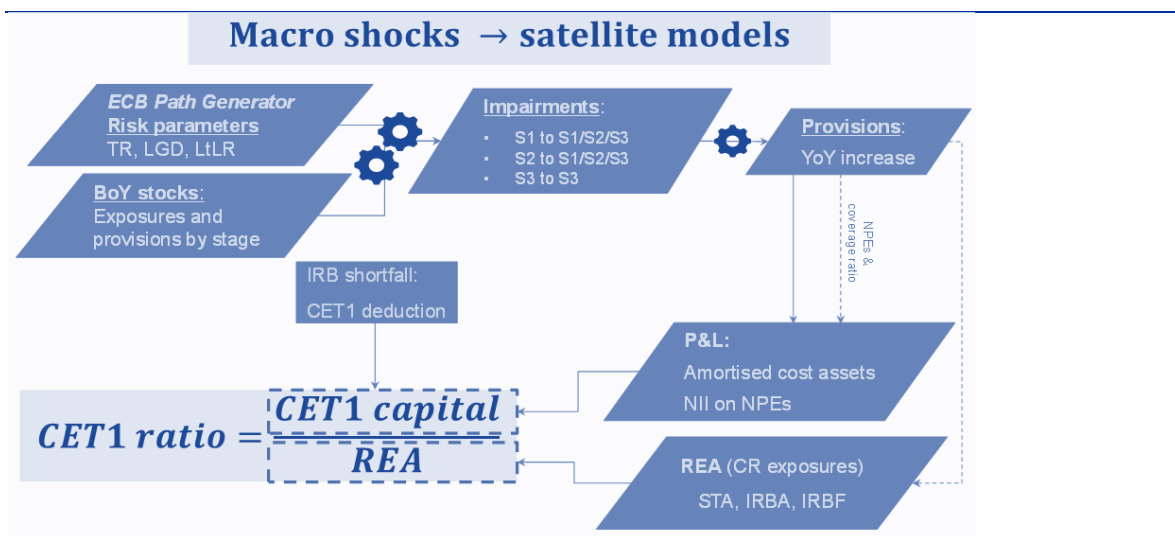 Macro shocks → satellite models
ECB Path Generator
Risk parameters
TR, LGD, LtLR
BoY stocks:
Exposures and
provisions by stage
Impairments:
• S1 to S1/S2/S3
• S2 to S1/S2/S3
• S3 to S3
Provisions:
YoY increase
NPEs &
coverage ratio
IRB shortfall:
CET1 deduction
P&L:
Amortised cost assets
NII on NPEs
CET1 ratio =
CET1 capital
REA
REA (CR exposures)
STA, IRBA, IRBF